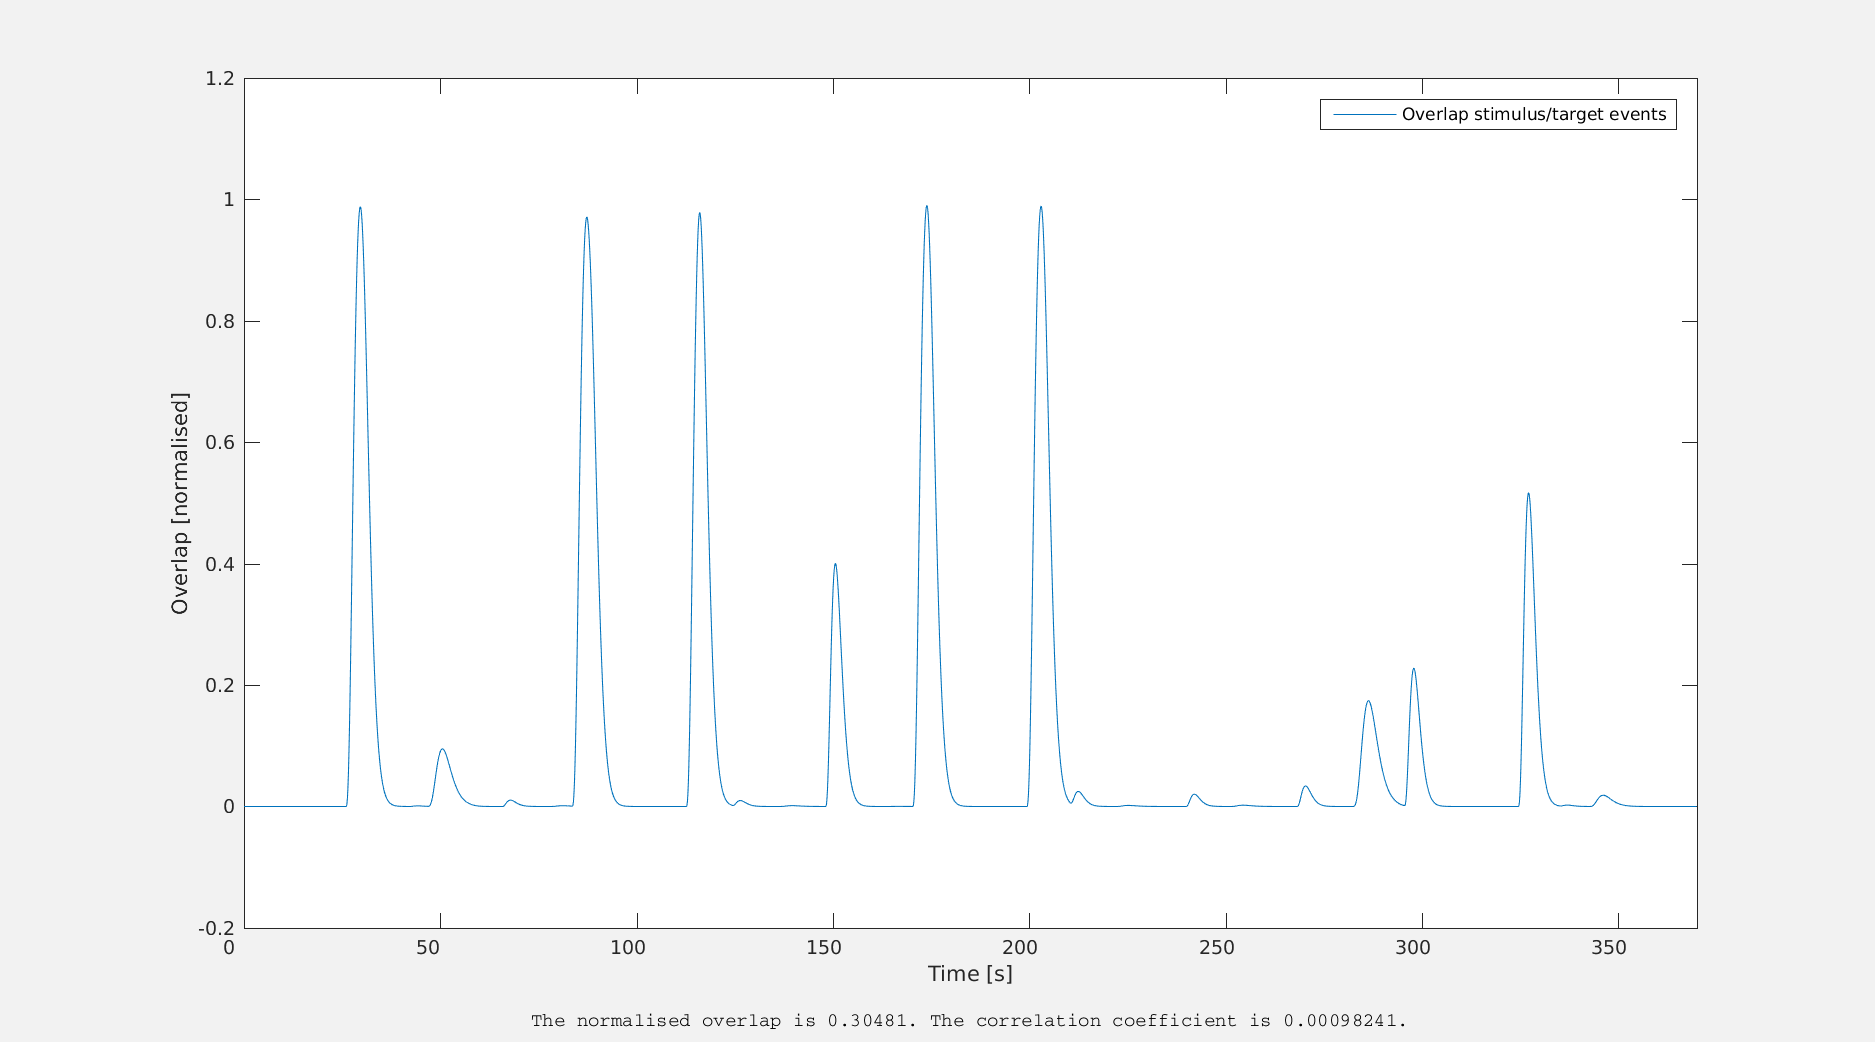 1.2
Overlap stimulus/target events
1
0.8
0.6
Overlap [normalised]
0.4
0.2
0
-0.2
0 50 100 150 200 250 300 350
Time [s]
The normalised overlap is 0.30481. The correlation coefficient is 0.00098241.